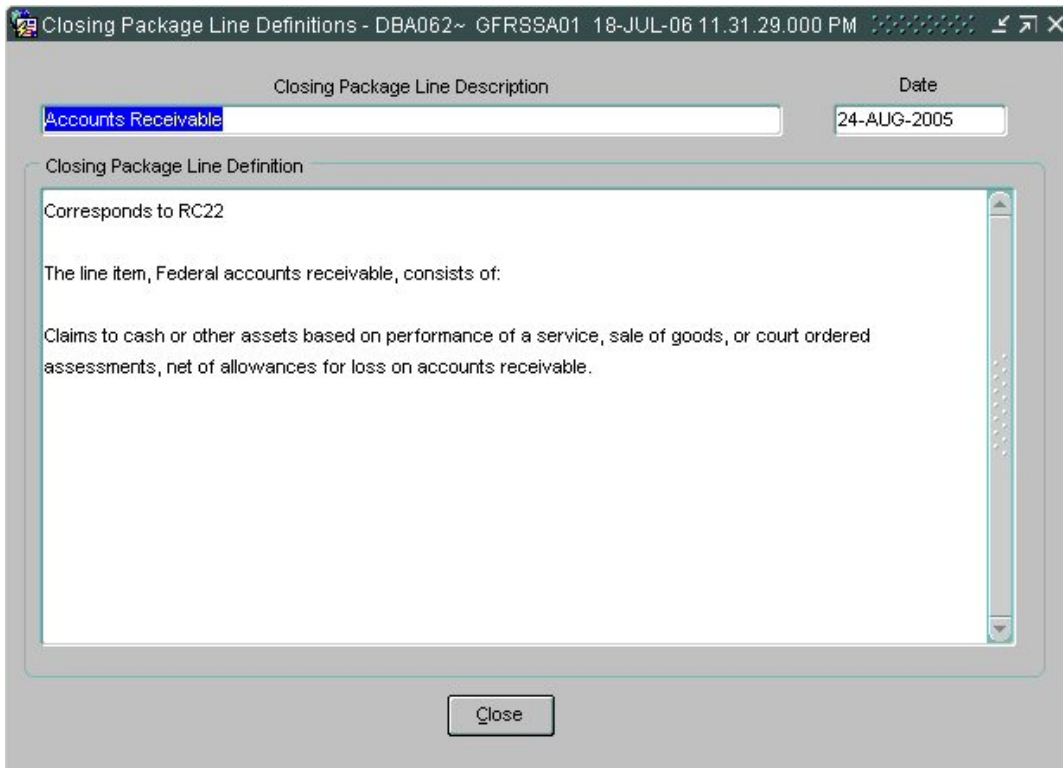 Closing Package Line Definitions - DBA062~ GFRSSA01 18-JUL-06 11.31.29.000 PM
Closing Package Line Description
Date
Accounts Receivable
24-AUG-2005
Closing Package Line Definition
Corresponds to RC22
The line item, Federal accounts receivable, consists of:
Claims to cash or other assets based on performance of a service, sale of goods, or court ordered
assessments, net of allowances for loss on accounts receivable.
Close